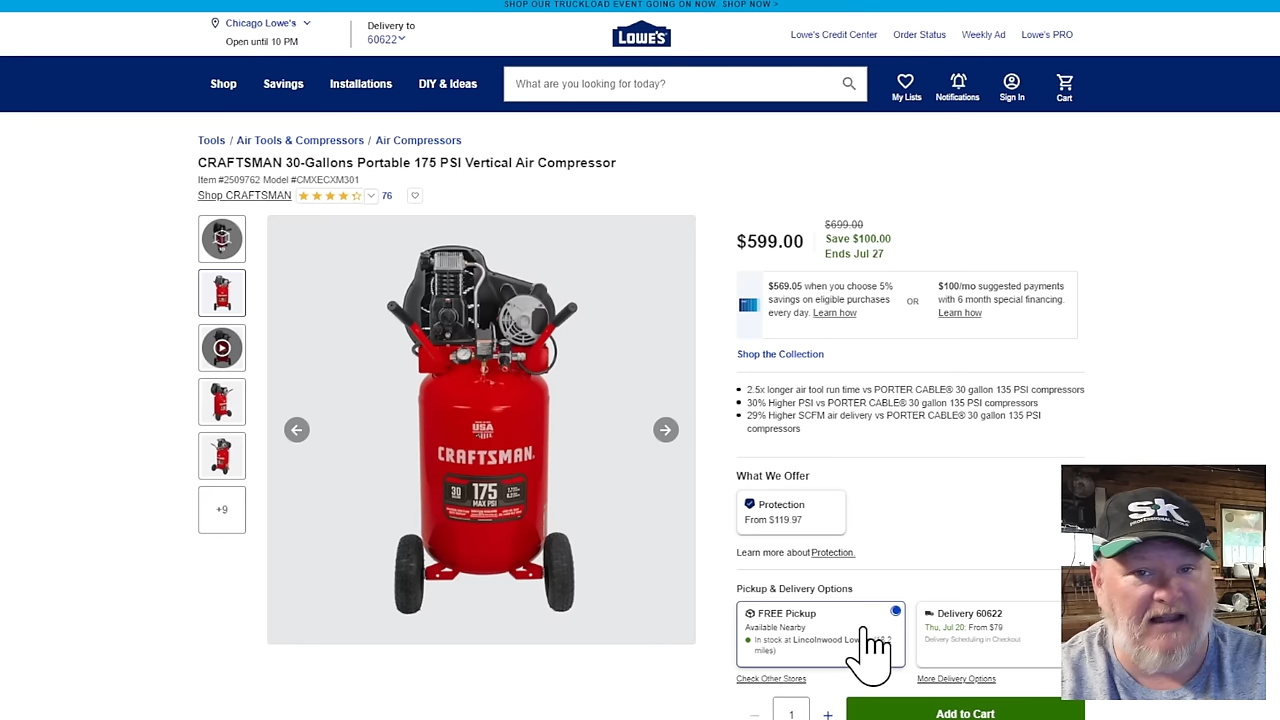 SHOP OUR TRUCKLOAD EVENT GOING ON NOW. SHOP NOW >
Chicago Lowe's
Open until 10 PM
Delivery to
60622
LOWE'S
Lowe's Credit Center
Order Status
Weekly Ad
Lowe's PRO
Shop
Savings
Installations
DIY & Ideas
What are you looking for today?
My Lists
Notifications
Sign In
Cart
Tools / Air Tools & Compressors / Air Compressors
CRAFTSMAN 30-Gallons Portable 175 PSI Vertical Air Compressor
Item #2509762 Model #CMXECXM301
Shop CRAFTSMAN
76
+9
USA
CRAFTSMAN
30
175
MAX PSI
$599.00
$699.00
Save $100.00
Ends Jul 27
$569.05 when you choose 5%
savings on eligible purchases
every day. Learn how
OR
$100/mo suggested payments
with 6 month special financing.
Learn how
Shop the Collection
2.5x longer air tool run time vs PORTER CABLE® 30 gallon 135 PSI compressors
30% Higher PSI vs PORTER CABLE® 30 gallon 135 PSI compressors
29% Higher SCFM air delivery vs PORTER CABLE® 30 gallon 135 PSI
compressors
What We Offer
Protection
From $119.97
Learn more about Protection.
Pickup & Delivery Options
FREE Pickup
Available Nearby
In stock at Lincolnwood
miles)
Delivery 60622
Thu, Jul 20: From $79
Delivery Scheduling in Checkout
Check Other Stores
More Delivery Options
1
Add to Cart
SK
PROFESSIONAL TOOLS